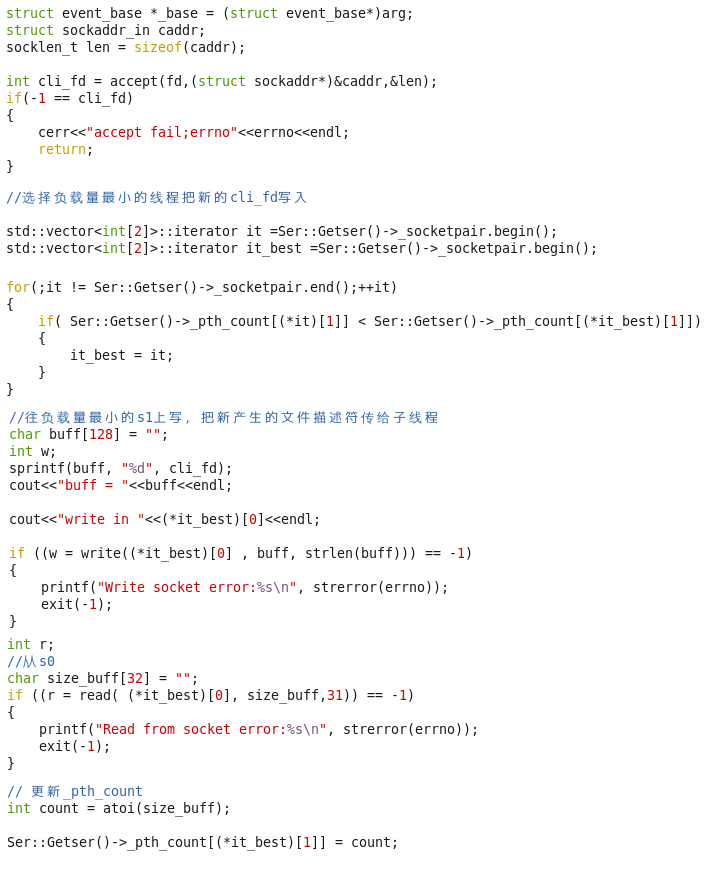 struct event_base *_base = (struct event_base*)arg;
struct sockaddr_in caddr;
socklen_t len = sizeof(caddr);
int cli_fd = accept(fd,(struct sockaddr*)&caddr,&len);
if(-1 == cli_fd)
{
    cerr<<"accept fail;errno"<<errno<<endl;
    return;
}
//选择负载量最小的线程把新的cli_fd写入
std::vector<int[2]>::iterator it =Ser::Getser()->_socketpair.begin();
std::vector<int[2]>::iterator it_best =Ser::Getser()->_socketpair.begin();
for(;it != Ser::Getser()->_socketpair.end();++it)
{
    if( Ser::Getser()->_pth_count[(*it)[1]] < Ser::Getser()->_pth_count[(*it_best)[1]])
    {
        it_best = it;
    }
}
//往负载量最小的s1上写，把新产生的文件描述符传给子线程
char buff[128] = "";
int w;
sprintf(buff, "%d", cli_fd);
cout<<"buff = "<<buff<<endl;
cout<<"write in "<<(*it_best)[0]<<endl;
if ((w = write((*it_best)[0] , buff, strlen(buff))) == -1)
{
    printf("Write socket error:%s\n", strerror(errno));
    exit(-1);
}
int r;
//从s0
char size_buff[32] = "";
if ((r = read( (*it_best)[0], size_buff,31)) == -1)
{
    printf("Read from socket error:%s\n", strerror(errno));
    exit(-1);
}
// 更新_pth_count
int count = atoi(size_buff);
Ser::Getser()->_pth_count[(*it_best)[1]] = count;